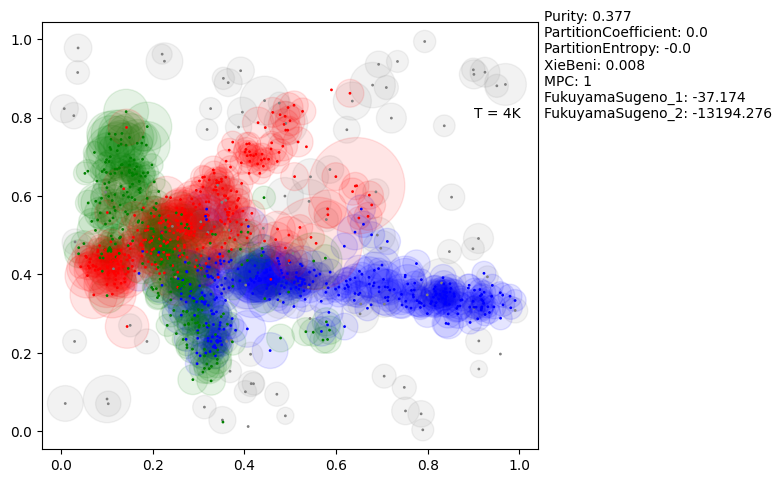 Purity: 0.377
PartitionCoefficient: 0.0
PartitionEntropy: -0.0
XieBeni: 0.008
MPC: 1
FukuyamaSugeno_1: -37.174
FukuyamaSugeno_2: -13194.276
T = 4K
1.0
0.8
0.6
0.4
0.2
0.0
0.0 0.2 0.4 0.6 0.8 1.0